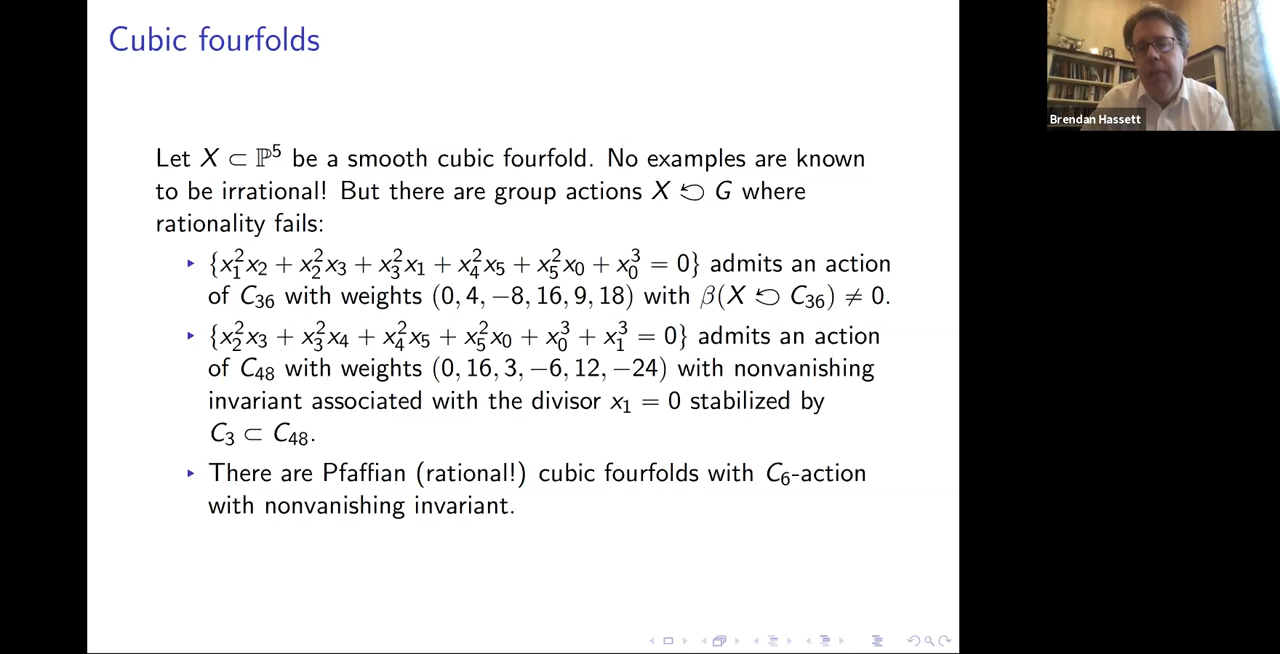 Cubic fourfolds
Let X ⊂ ℙ⁵ be a smooth cubic fourfold. No examples are known
to be irrational! But there are group actions X ⟲ G where
rationality fails:
▸ {x₁²x₂ + x₂²x₃ + x₃²x₁ + x₄²x₅ + x₅²x₀ + x₀³ = 0} admits an action
of C₃₆ with weights (0, 4, −8, 16, 9, 18) with β(X ⟲ C₃₆) ≠ 0.
▸ {x₂²x₃ + x₃²x₄ + x₄²x₅ + x₅²x₀ + x₀³ + x₁³ = 0} admits an action
of C₄₈ with weights (0, 16, 3, −6, 12, −24) with nonvanishing
invariant associated with the divisor x₁ = 0 stabilized by
C₃ ⊂ C₄₈.
▸ There are Pfaffian (rational!) cubic fourfolds with C₆-action
with nonvanishing invariant.
Brendan Hassett